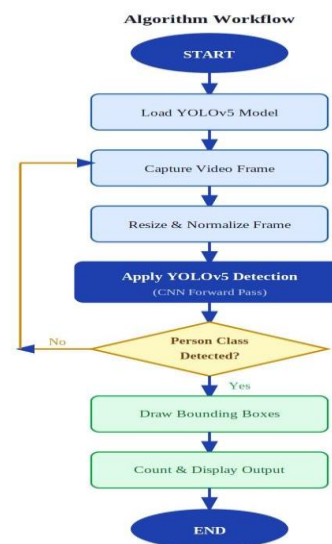 Algorithm Workflow
START
Load YOLOv5 Model
Capture Video Frame
Resize & Normalize Frame
Apply YOLOv5 Detection
(CNN Forward Pass)
Person Class
Detected?
No
Yes
Draw Bounding Boxes
Count & Display Output
END